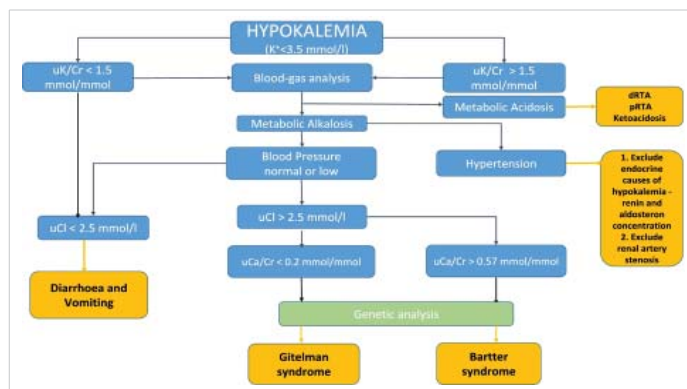 HYPOKALEMIA
(K⁺<3.5 mmol/l)
uK/Cr < 1.5
mmol/mmol
Blood-gas analysis
uK/Cr > 1.5
mmol/mmol
Metabolic Acidosis
dRTA
pRTA
Ketoacidosis
Metabolic Alkalosis
Blood Pressure
normal or low
Hypertension
1. Exclude
endocrine
causes of
hypokalemia -
renin and
aldosteron
concentration
2. Exclude
renal artery
stenosis
uCl < 2.5 mmol/l
uCl > 2.5 mmol/l
uCa/Cr < 0.2 mmol/mmol
uCa/Cr > 0.57 mmol/mmol
Diarrhoea and
Vomiting
Genetic analysis
Gitelman
syndrome
Bartter
syndrome